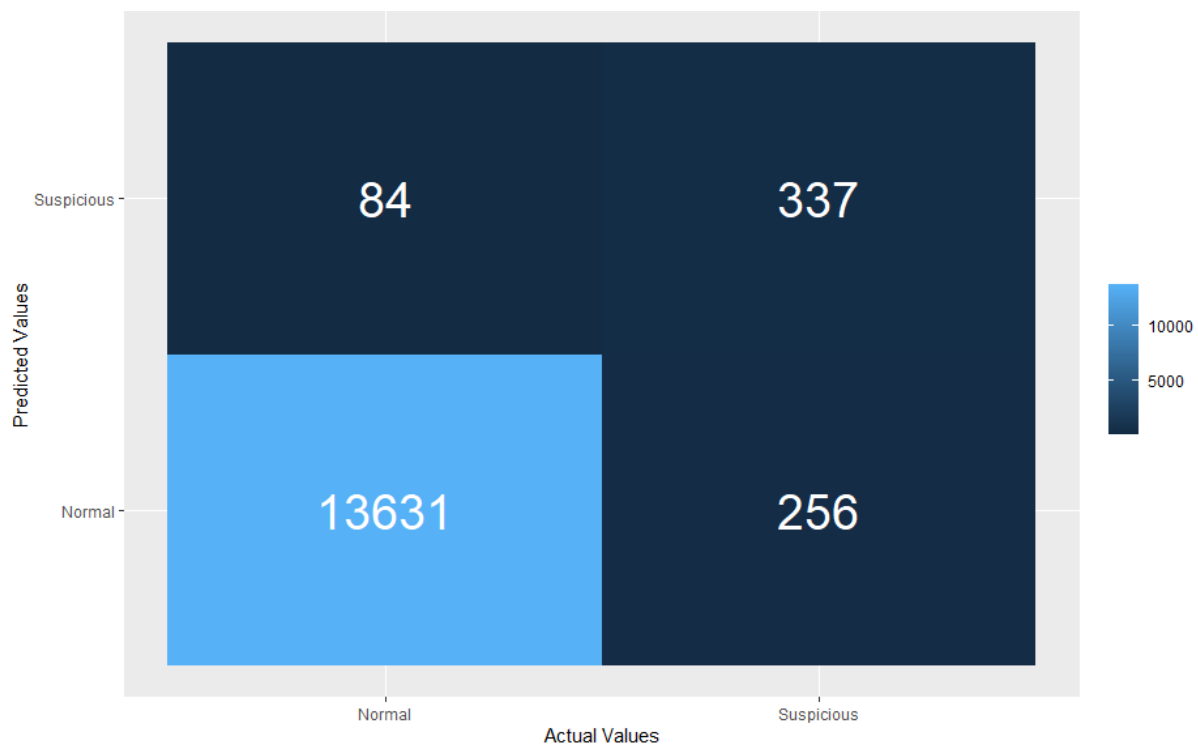 Predicted Values
Suspicious
84
337
Normal
13631
256
Normal
Suspicious
Actual Values
10000
5000